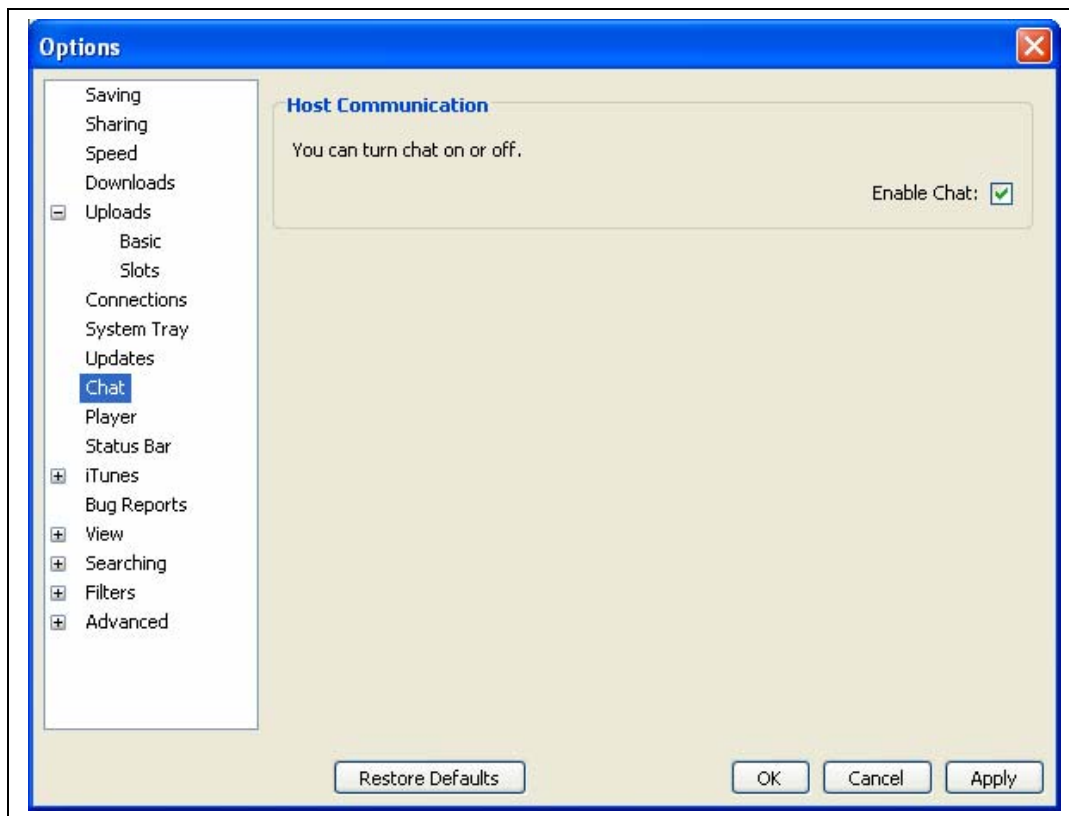 Options
Saving
Sharing
Speed
Downloads
Uploads
Basic
Slots
Connections
System Tray
Updates
Chat
Player
Status Bar
iTunes
Bug Reports
View
Searching
Filters
Advanced
Host Communication
You can turn chat on or off.
Enable Chat:
Restore Defaults
OK
Cancel
Apply